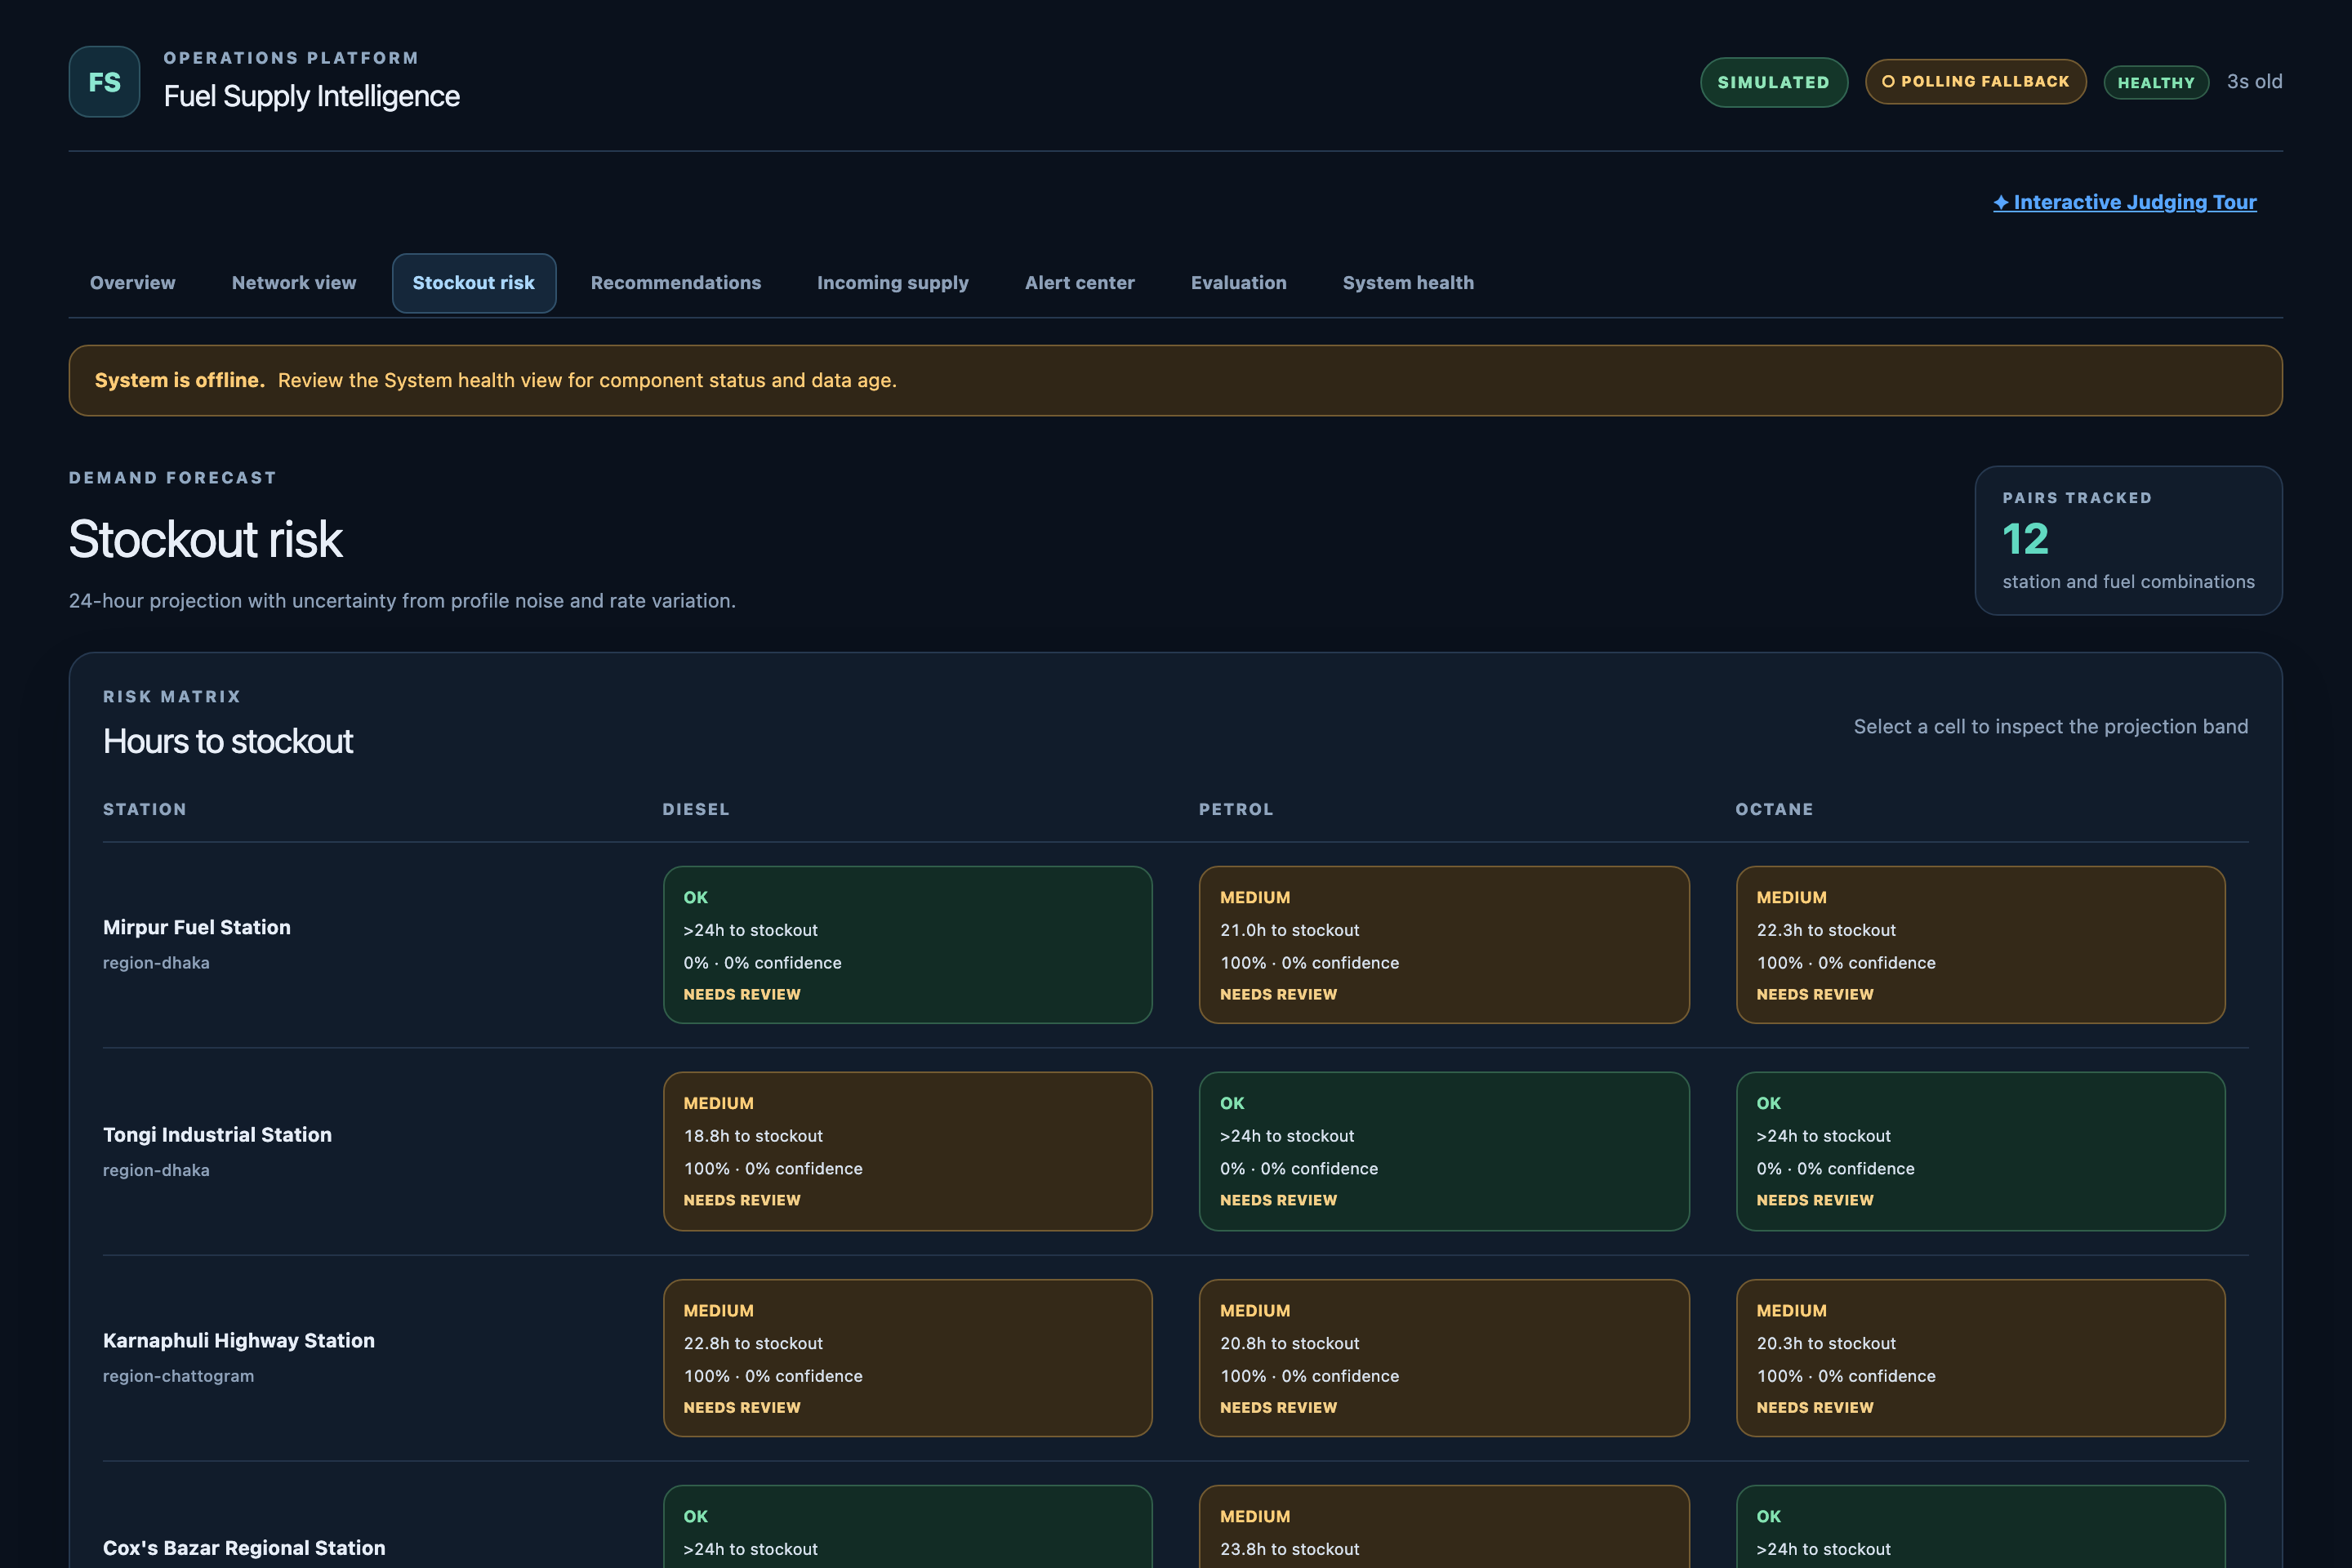 FS
OPERATIONS PLATFORM
Fuel Supply Intelligence
SIMULATED
POLLING FALLBACK
HEALTHY
3s old
✦ Interactive Judging Tour
Overview
Network view
Stockout risk
Recommendations
Incoming supply
Alert center
Evaluation
System health
System is offline. Review the System health view for component status and data age.
DEMAND FORECAST
Stockout risk
24-hour projection with uncertainty from profile noise and rate variation.
PAIRS TRACKED
12
station and fuel combinations
RISK MATRIX
Hours to stockout
Select a cell to inspect the projection band
STATION DIESEL PETROL OCTANE
Mirpur Fuel Station
region-dhaka
OK
>24h to stockout
0% · 0% confidence
NEEDS REVIEW
MEDIUM
21.0h to stockout
100% · 0% confidence
NEEDS REVIEW
MEDIUM
22.3h to stockout
100% · 0% confidence
NEEDS REVIEW
Tongi Industrial Station
region-dhaka
MEDIUM
18.8h to stockout
100% · 0% confidence
NEEDS REVIEW
OK
>24h to stockout
0% · 0% confidence
NEEDS REVIEW
OK
>24h to stockout
0% · 0% confidence
NEEDS REVIEW
Karnaphuli Highway Station
region-chattogram
MEDIUM
22.8h to stockout
100% · 0% confidence
NEEDS REVIEW
MEDIUM
20.8h to stockout
100% · 0% confidence
NEEDS REVIEW
MEDIUM
20.3h to stockout
100% · 0% confidence
NEEDS REVIEW
Cox's Bazar Regional Station
OK
>24h to stockout
MEDIUM
23.8h to stockout
OK
>24h to stockout